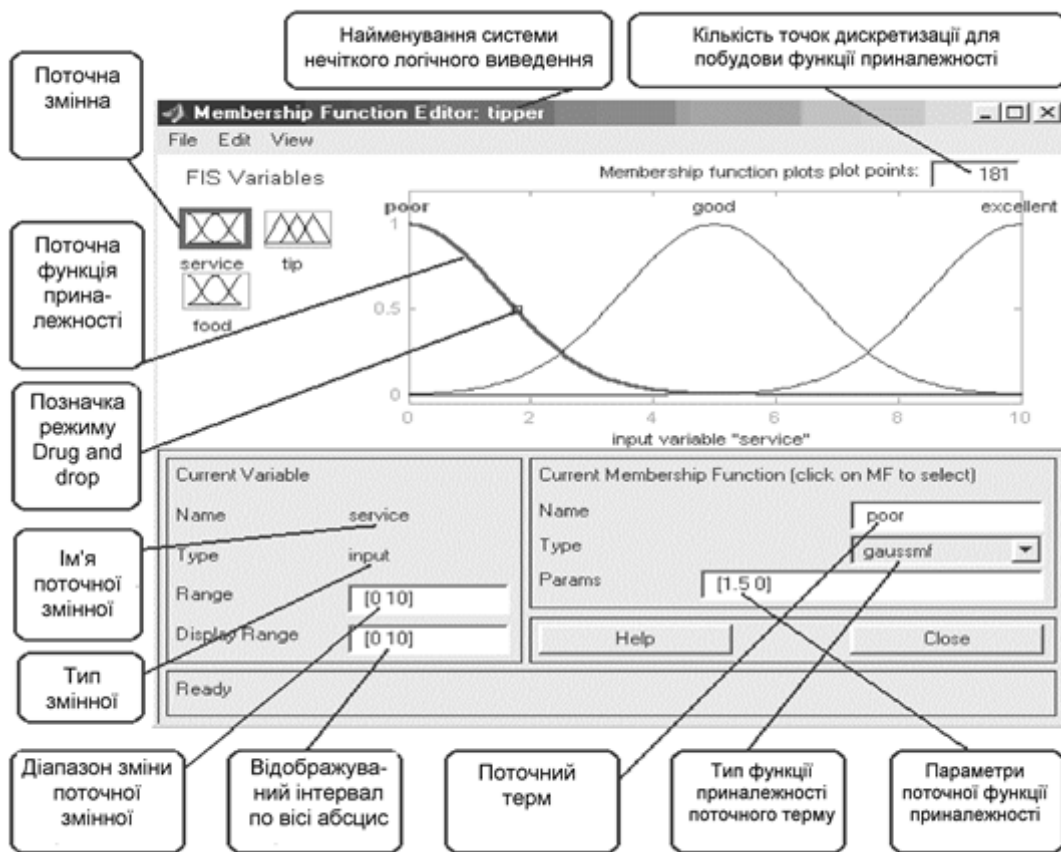 Найменування системи
нечіткого логічного виведення
Кількість точок дискретизації для
побудови функції приналежності
Поточна
змінна
Membership Function Editor: tipper
File Edit View
FIS Variables
Membership function plots plot points: 181
poor good excellent
1
0.5
0
0 2 4 6 8 10
input variable "service"
service tip
food
Поточна
функція
прина-
лежності
Позначка
режиму
Drug and
drop
Ім'я
поточної
змінної
Тип
змінної
Current Variable
Name service
Type input
Range [0 10]
Display Range [0 10]
Current Membership Function (click on MF to select)
Name poor
Type gaussmf
Params [1.5 0]
Help Close
Ready
Діапазон зміни
поточної
змінної
Відображува-
ний інтервал
по вісі абсцис
Поточний
терм
Тип функції
приналежності
поточного терму
Параметри
поточної функції
приналежності